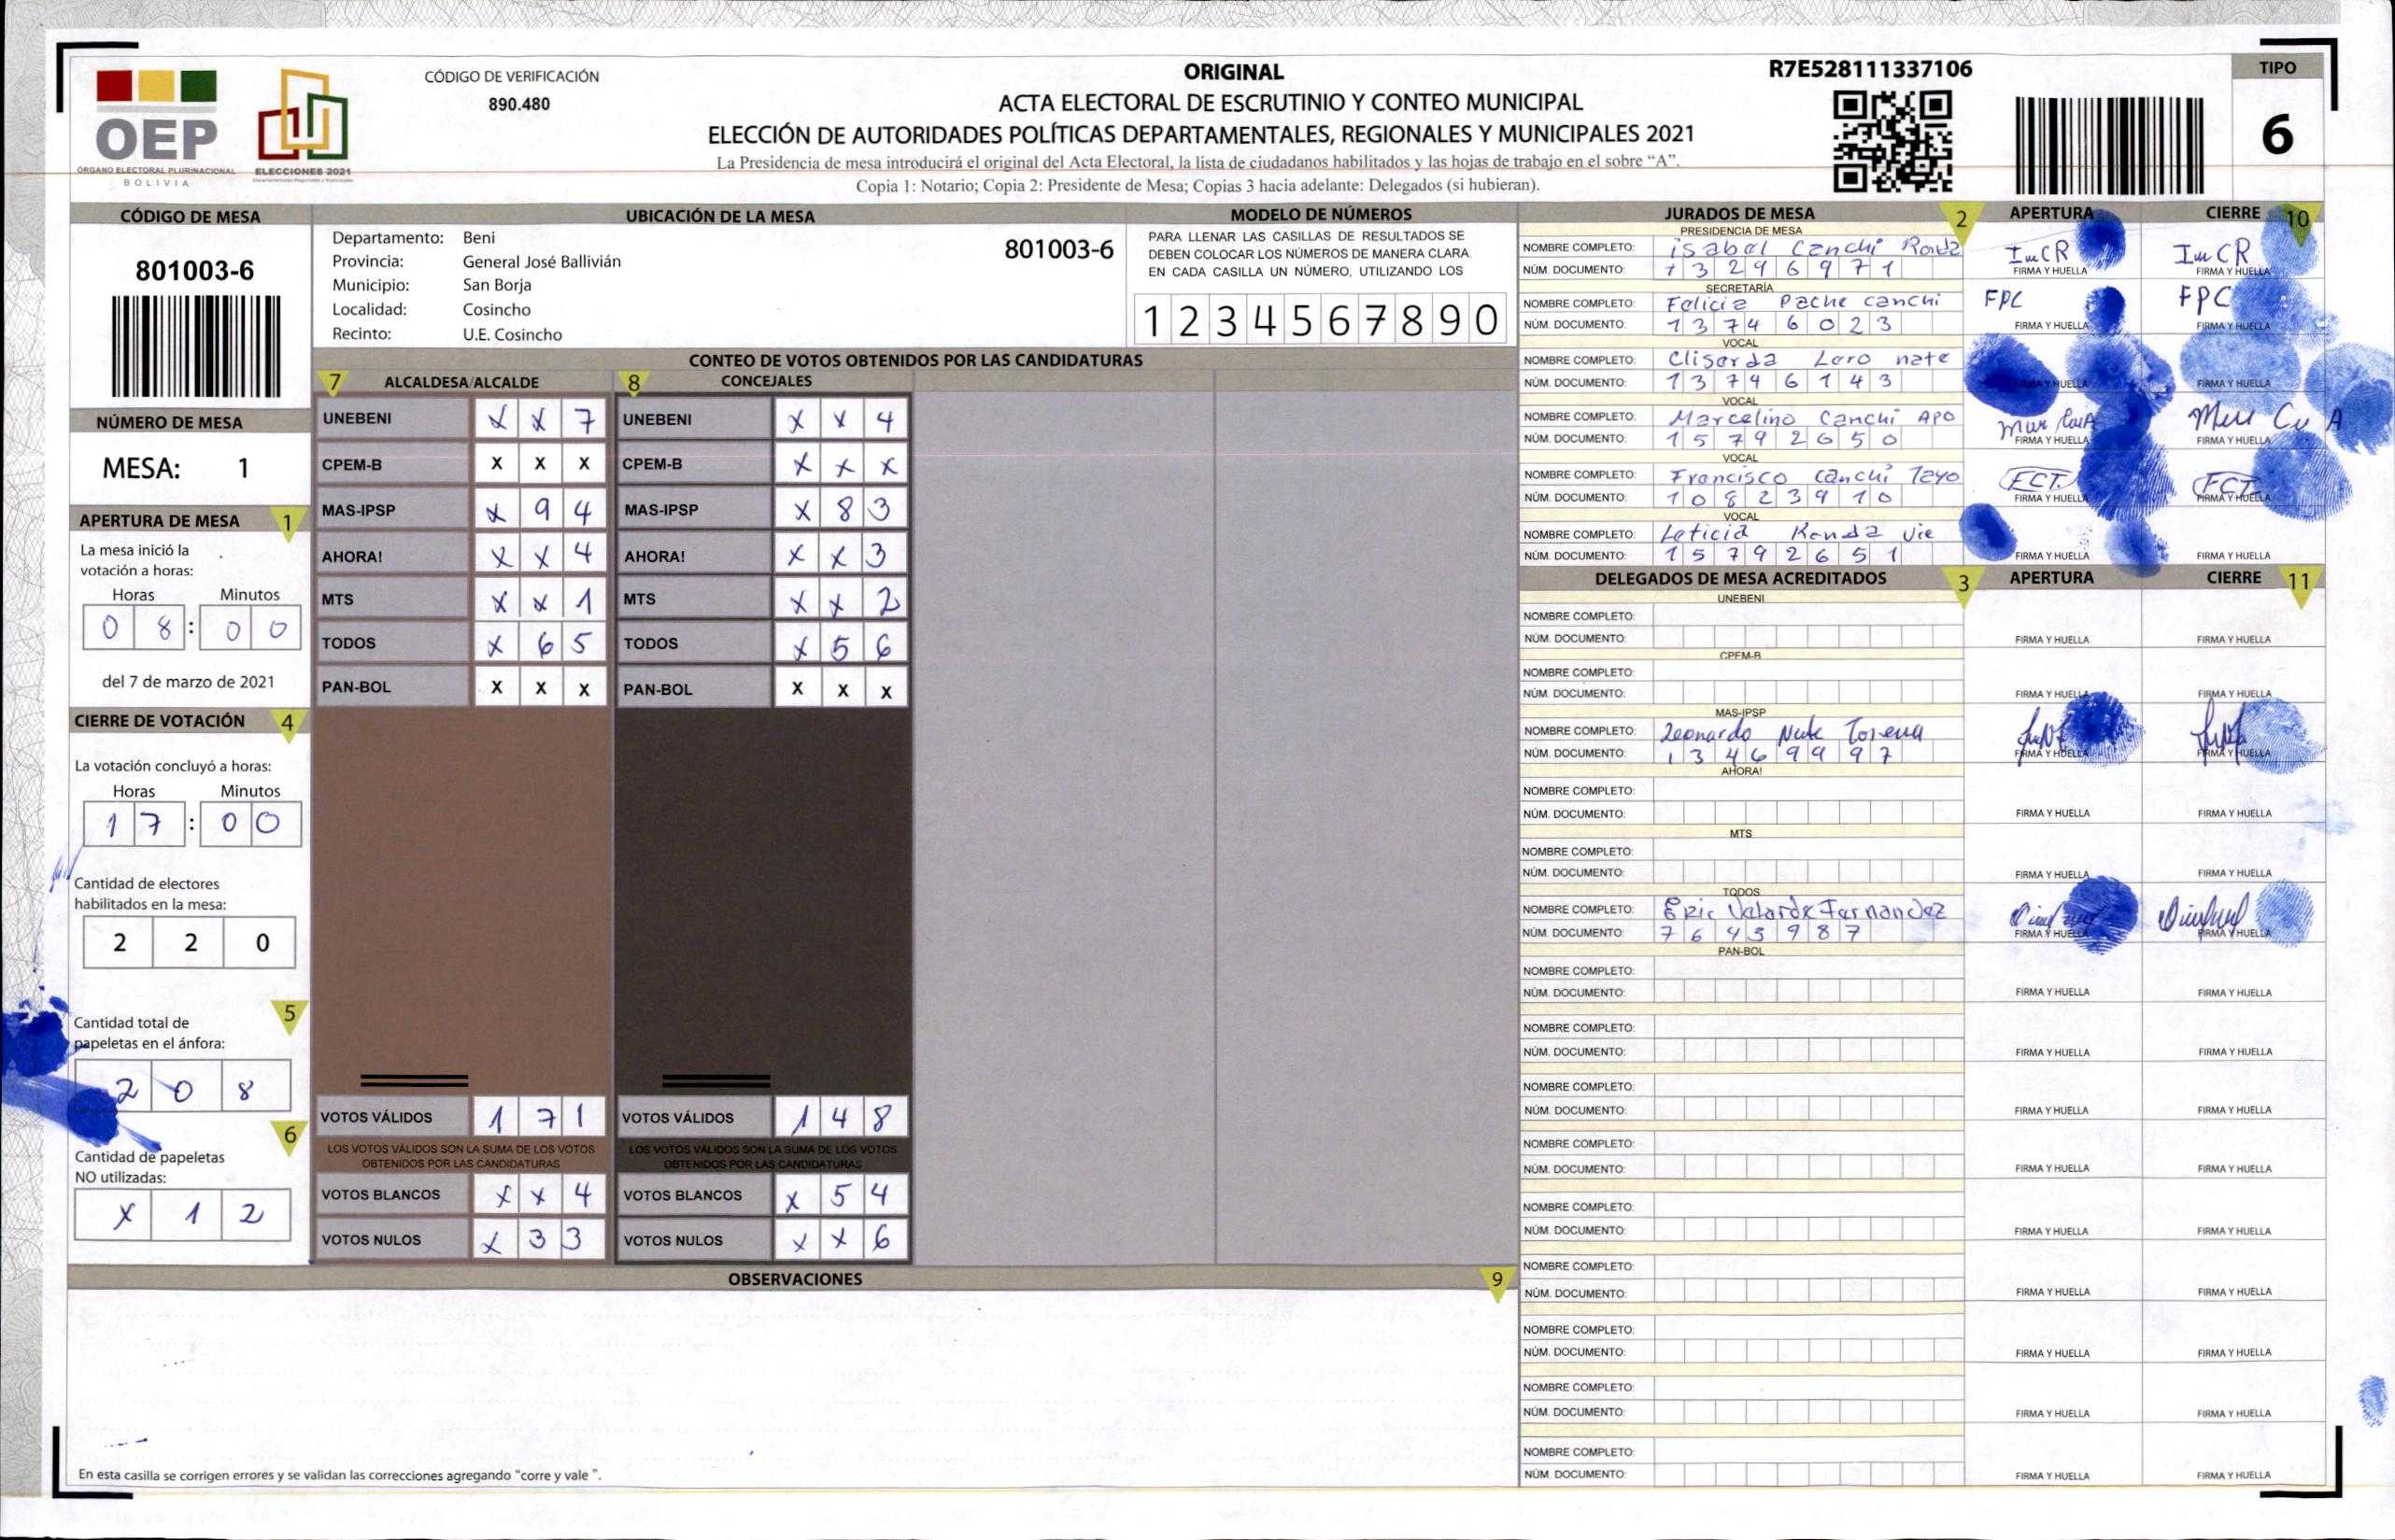 OEP
ÓRGANO ELECTORAL PLURINACIONAL
BOLIVIA
ELECCIONES 2021
CÓDIGO DE VERIFICACIÓN
890.480
ORIGINAL
ACTA ELECTORAL DE ESCRUTINIO Y CONTEO MUNICIPAL
ELECCIÓN DE AUTORIDADES POLÍTICAS DEPARTAMENTALES, REGIONALES Y MUNICIPALES 2021
La Presidencia de mesa introducirá el original del Acta Electoral, la lista de ciudadanos habilitados y las hojas de trabajo en el sobre “A”.
Copia 1: Notario; Copia 2: Presidente de Mesa; Copias 3 hacia adelante: Delegados (si hubieran).
R7E528111337106
TIPO
6
CÓDIGO DE MESA
801003-6
NÚMERO DE MESA
MESA: 1
APERTURA DE MESA 1
La mesa inició la
votación a horas:
Horas Minutos
0 8 : 0 0
del 7 de marzo de 2021
CIERRE DE VOTACIÓN 4
La votación concluyó a horas:
Horas Minutos
1 7 : 0 0
Cantidad de electores
habilitados en la mesa:
2 2 0
5
Cantidad total de
papeletas en el ánfora:
2 0 8
6
Cantidad de papeletas
NO utilizadas:
X 1 2
UBICACIÓN DE LA MESA
Departamento: Beni
Provincia: General José Ballivián
Municipio: San Borja
Localidad: Cosincho
Recinto: U.E. Cosincho
801003-6
MODELO DE NÚMEROS
PARA LLENAR LAS CASILLAS DE RESULTADOS SE
DEBEN COLOCAR LOS NÚMEROS DE MANERA CLARA.
EN CADA CASILLA UN NÚMERO, UTILIZANDO LOS
1 2 3 4 5 6 7 8 9 0
CONTEO DE VOTOS OBTENIDOS POR LAS CANDIDATURAS
7 ALCALDESA/ALCALDE 8 CONCEJALES
UNEBENI X X 7 UNEBENI X X 4
CPEM-B X X X CPEM-B X X X
MAS-IPSP X 9 4 MAS-IPSP X 8 3
AHORA! X X 4 AHORA! X X 3
MTS X X 1 MTS X X 2
TODOS X 6 5 TODOS X 5 6
PAN-BOL X X X PAN-BOL X X X
VOTOS VÁLIDOS 1 7 1 VOTOS VÁLIDOS 1 4 8
LOS VOTOS VÁLIDOS SON LA SUMA DE LOS VOTOS LOS VOTOS VÁLIDOS SON LA SUMA DE LOS VOTOS
OBTENIDOS POR LAS CANDIDATURAS OBTENIDOS POR LAS CANDIDATURAS
VOTOS BLANCOS X X 4 VOTOS BLANCOS X 5 4
VOTOS NULOS X 3 3 VOTOS NULOS X X 6
OBSERVACIONES 9
En esta casilla se corrigen errores y se validan las correcciones agregando “corre y vale ”.
JURADOS DE MESA 2 APERTURA CIERRE 10
PRESIDENCIA DE MESA
NOMBRE COMPLETO: isabel Canchi Ronda
NÚM. DOCUMENTO: 1 3 2 9 6 9 7 1 FIRMA Y HUELLA FIRMA Y HUELLA
SECRETARÍA
NOMBRE COMPLETO: Felicia Pache canchi FPC FPC
NÚM. DOCUMENTO: 1 3 7 4 6 0 2 3 FIRMA Y HUELLA FIRMA Y HUELLA
VOCAL
NOMBRE COMPLETO: Cliserda Lero nate
NÚM. DOCUMENTO: 1 3 7 4 6 1 4 3 FIRMA Y HUELLA FIRMA Y HUELLA
VOCAL
NOMBRE COMPLETO: Marcelino Canchi APO
NÚM. DOCUMENTO: 1 5 7 9 2 6 5 0 FIRMA Y HUELLA FIRMA Y HUELLA
VOCAL
NOMBRE COMPLETO: Francisco canchi Tayo FCT. FCT
NÚM. DOCUMENTO: 1 0 8 2 3 9 1 0 FIRMA Y HUELLA FIRMA Y HUELLA
VOCAL
NOMBRE COMPLETO: Leticia Ronda Vie
NÚM. DOCUMENTO: 1 5 7 9 2 6 5 1 FIRMA Y HUELLA FIRMA Y HUELLA
DELEGADOS DE MESA ACREDITADOS 3 APERTURA CIERRE 11
UNEBENI
NOMBRE COMPLETO:
NÚM. DOCUMENTO: FIRMA Y HUELLA FIRMA Y HUELLA
CPEM-B
NOMBRE COMPLETO:
NÚM. DOCUMENTO: FIRMA Y HUELLA FIRMA Y HUELLA
MAS-IPSP
NOMBRE COMPLETO: Leonardo Nate
NÚM. DOCUMENTO: 1 3 4 6 9 9 9 7 FIRMA Y HUELLA FIRMA Y HUELLA
AHORA!
NOMBRE COMPLETO:
NÚM. DOCUMENTO: FIRMA Y HUELLA FIRMA Y HUELLA
MTS
NOMBRE COMPLETO:
NÚM. DOCUMENTO: FIRMA Y HUELLA FIRMA Y HUELLA
TODOS
NOMBRE COMPLETO: Eric Velarde Fernandez
NÚM. DOCUMENTO: 7 6 4 3 9 8 7 FIRMA Y HUELLA FIRMA Y HUELLA
PAN-BOL
NOMBRE COMPLETO:
NÚM. DOCUMENTO: FIRMA Y HUELLA FIRMA Y HUELLA
NOMBRE COMPLETO:
NÚM. DOCUMENTO: FIRMA Y HUELLA FIRMA Y HUELLA
NOMBRE COMPLETO:
NÚM. DOCUMENTO: FIRMA Y HUELLA FIRMA Y HUELLA
NOMBRE COMPLETO:
NÚM. DOCUMENTO: FIRMA Y HUELLA FIRMA Y HUELLA
NOMBRE COMPLETO:
NÚM. DOCUMENTO: FIRMA Y HUELLA FIRMA Y HUELLA
NOMBRE COMPLETO:
NÚM. DOCUMENTO: FIRMA Y HUELLA FIRMA Y HUELLA
NOMBRE COMPLETO:
NÚM. DOCUMENTO: FIRMA Y HUELLA FIRMA Y HUELLA
NOMBRE COMPLETO:
NÚM. DOCUMENTO: FIRMA Y HUELLA FIRMA Y HUELLA
NOMBRE COMPLETO:
NÚM. DOCUMENTO: FIRMA Y HUELLA FIRMA Y HUELLA